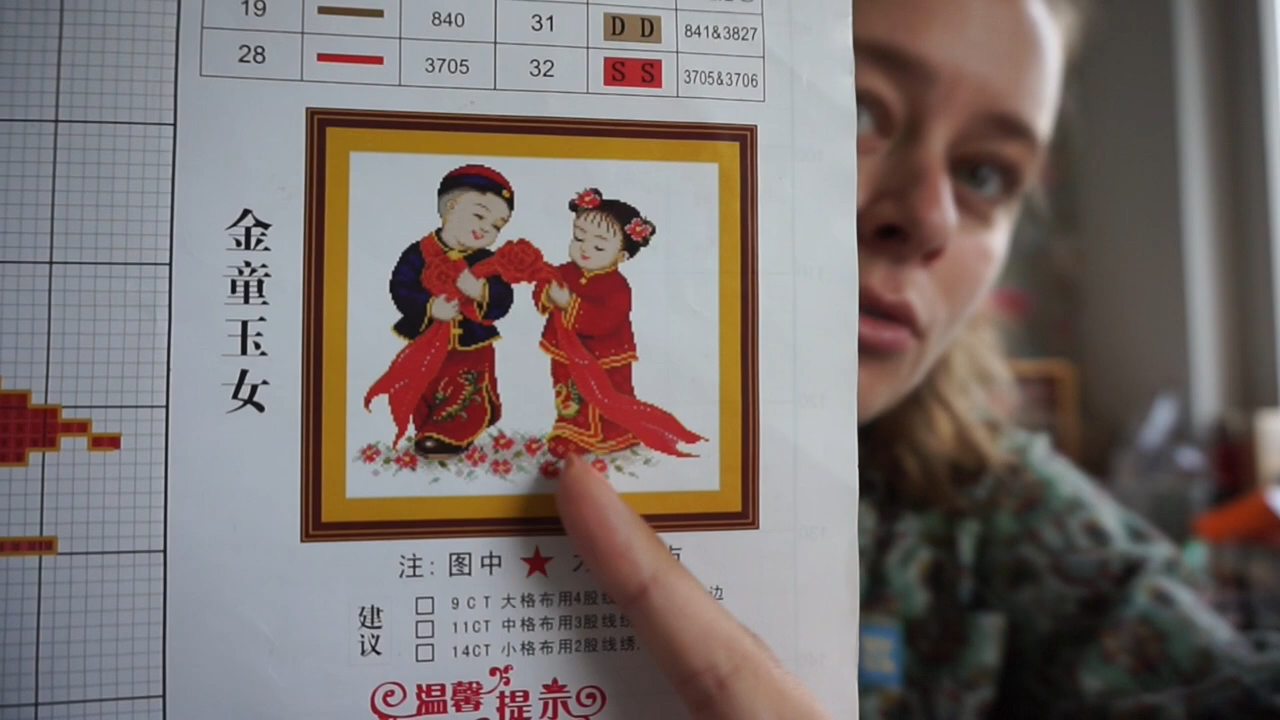 19 840 31 D D 841&3827
28 3705 32 S S 3705&3706
金童玉女
注: 图中 ★
建议
9CT 大格布用4股线
11CT 中格布用3股线
14CT 小格布用2股线绣.
温馨提示